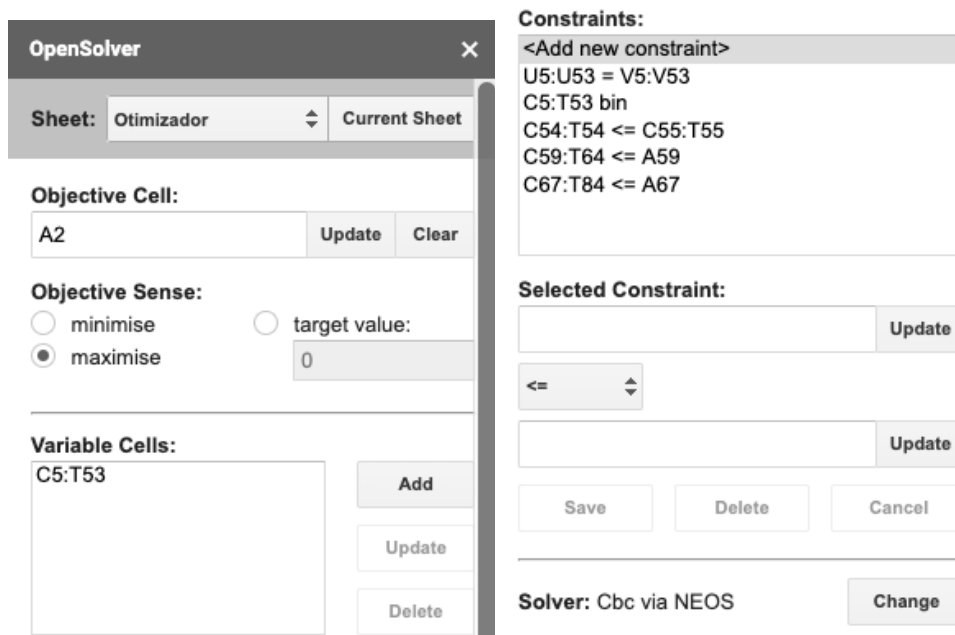 OpenSolver ×
Sheet: Otimizador Current Sheet
Objective Cell:
A2 Update Clear
Objective Sense:
minimise target value:
maximise 0
Variable Cells:
C5:T53
Add
Update
Delete
Constraints:
<Add new constraint>
U5:U53 = V5:V53
C5:T53 bin
C54:T54 <= C55:T55
C59:T64 <= A59
C67:T84 <= A67
Selected Constraint:
Update
<=
Update
Save Delete Cancel
Solver: Cbc via NEOS Change